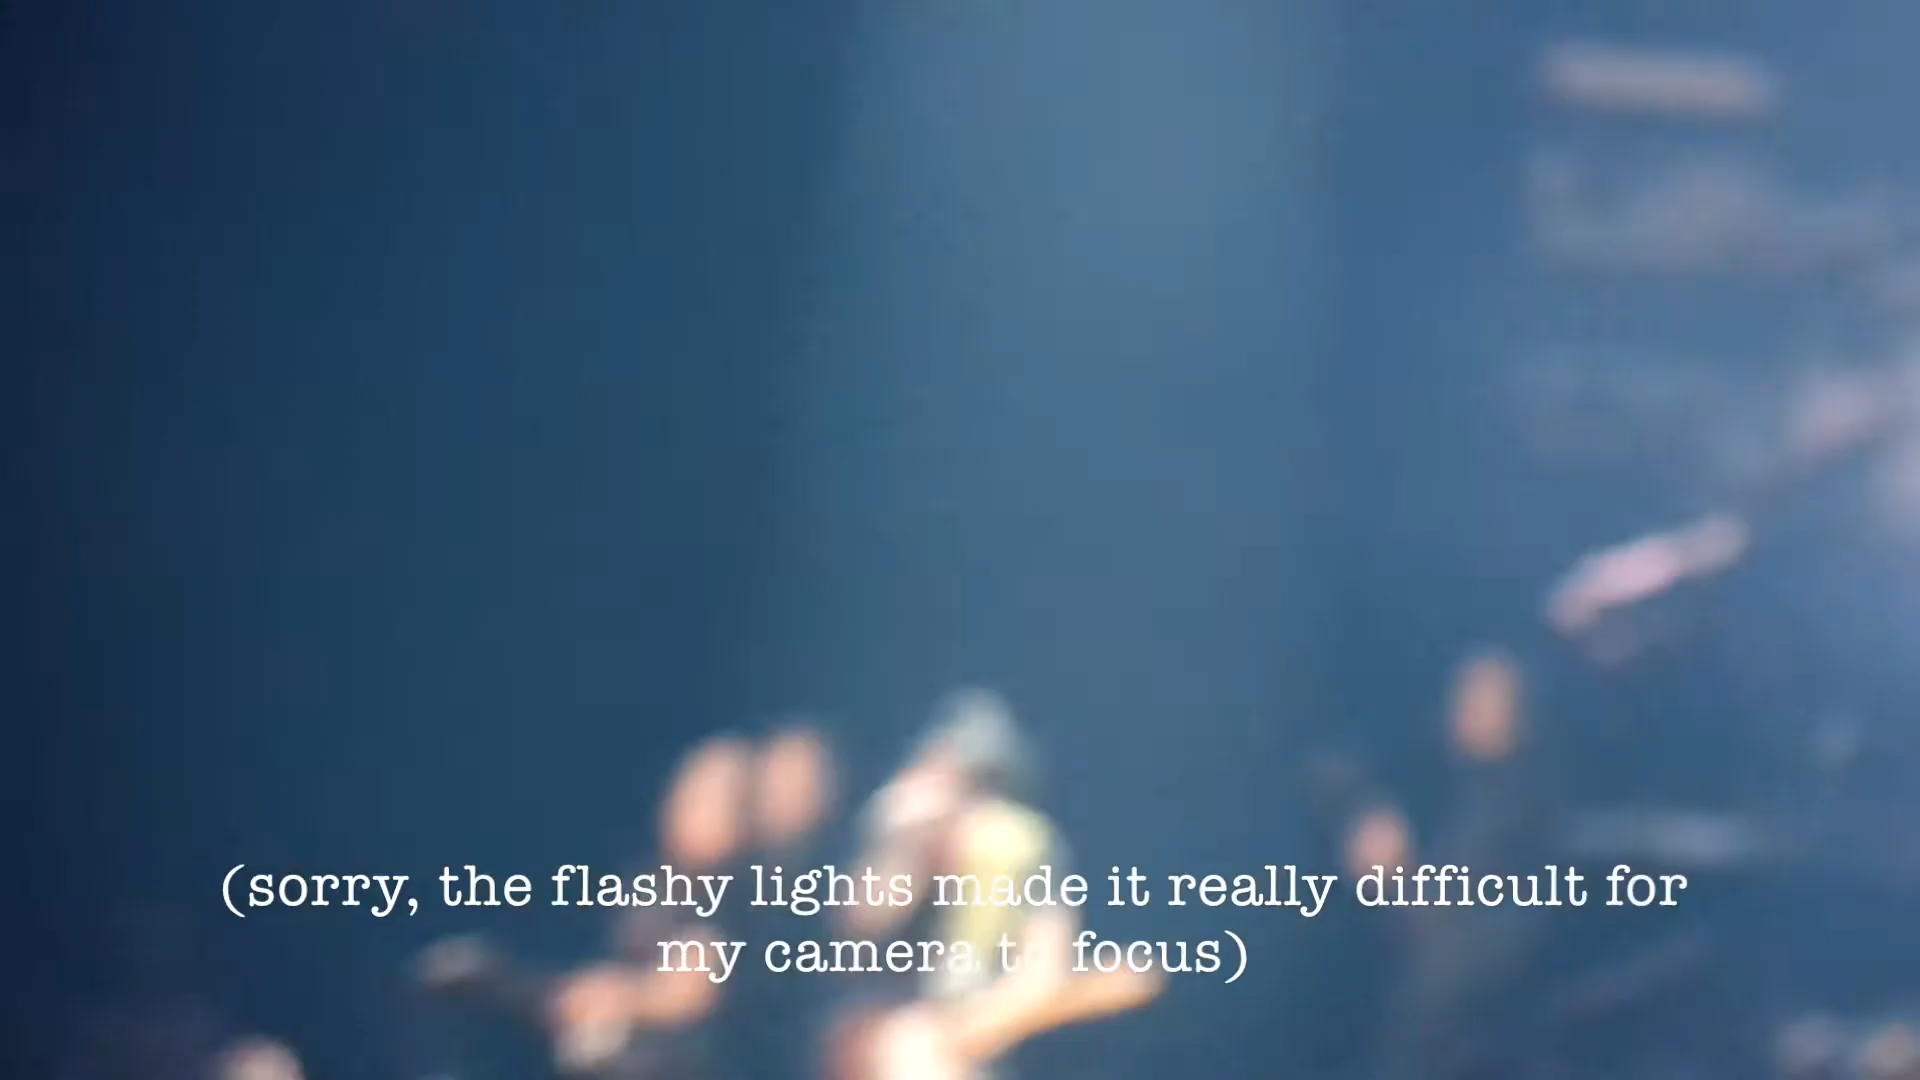 (sorry, the flashy lights made it really difficult for
my camera to focus)